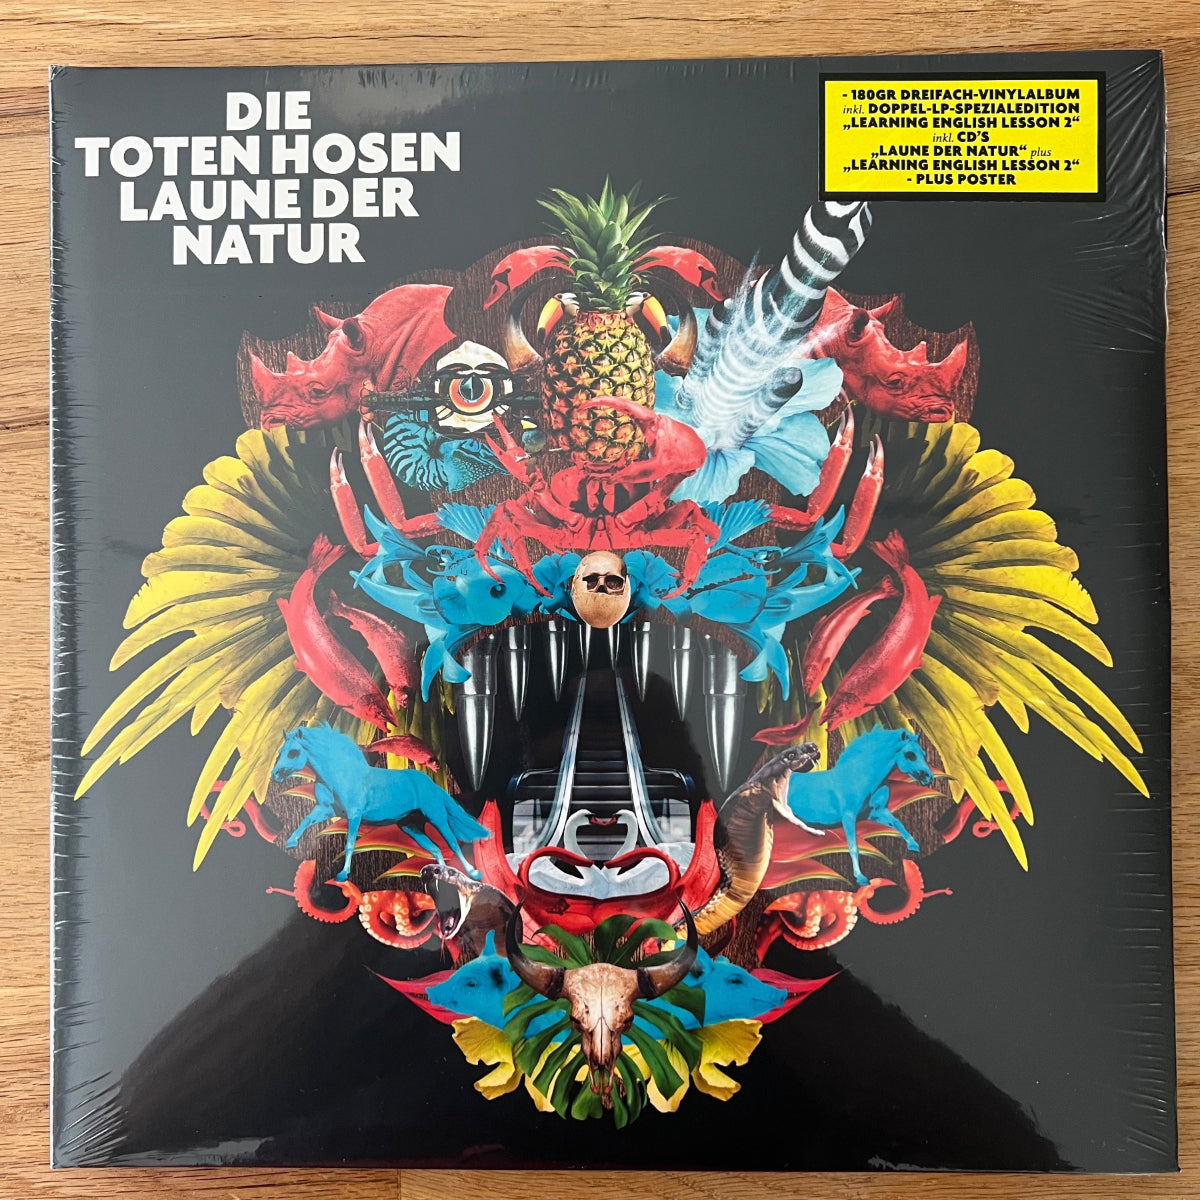 DIE
TOTEN HOSEN
LAUNE DER
NATUR
- 180GR DREIFACH-VINYLALBUM
inkl. DOPPEL-LP-SPEZIALEDITION
„LEARNING ENGLISH LESSON 2“
inkl. CD'S
„LAUNE DER NATUR“ plus
„LEARNING ENGLISH LESSON 2“
- PLUS POSTER